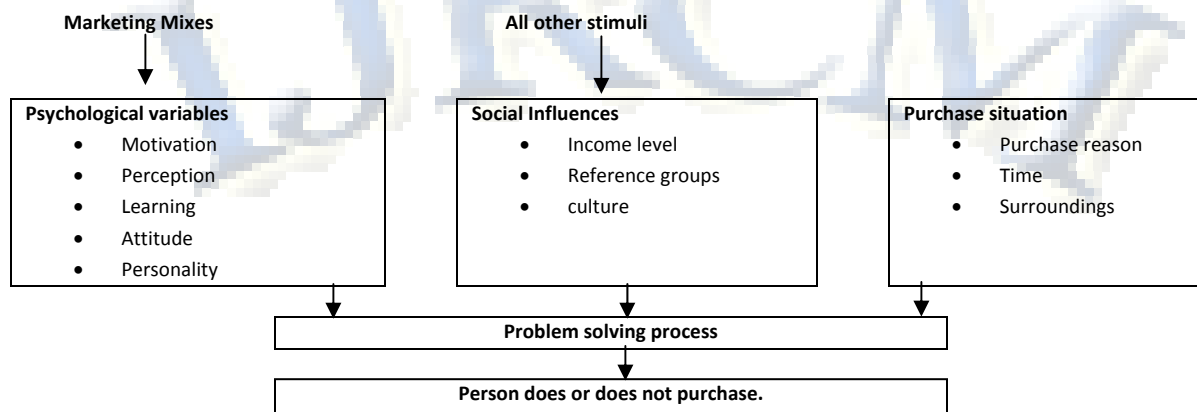 Marketing Mixes
All other stimuli
Psychological variables
• Motivation
• Perception
• Learning
• Attitude
• Personality
Social Influences
• Income level
• Reference groups
• culture
Purchase situation
• Purchase reason
• Time
• Surroundings
Problem solving process
Person does or does not purchase.